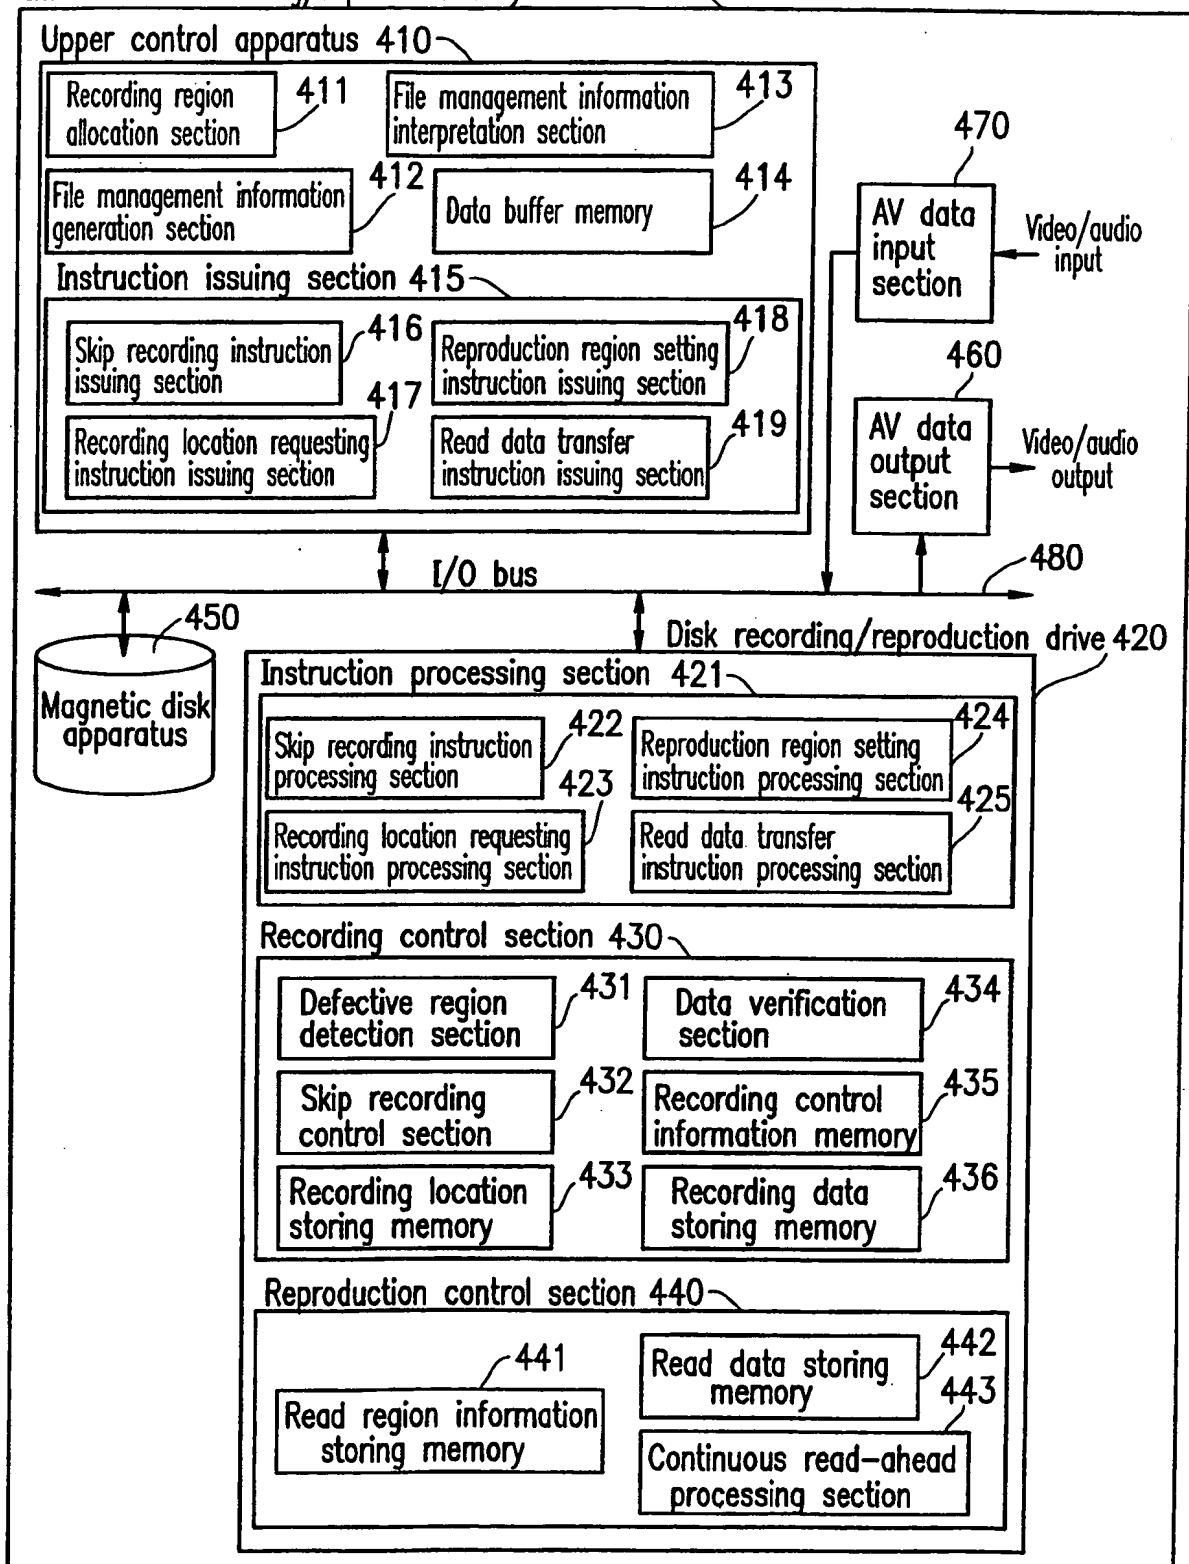 Upper control apparatus 410
Recording region
allocation section
411
File management information
interpretation section
413
File management information
generation section
412
Data buffer memory
414
Instruction issuing section 415
Skip recording instruction
issuing section
416
Reproduction region setting
instruction issuing section
418
Recording location requesting
instruction issuing section
417
Read data transfer
instruction issuing section
419
470
AV data
input
section
Video/audio
input
460
AV data
output
section
Video/audio
output
I/O bus
480
450
Magnetic disk
apparatus
Disk recording/reproduction drive 420
Instruction processing section 421
Skip recording instruction
processing section
422
Reproduction region setting
instruction processing section
424
Recording location requesting
instruction processing section
423
Read data transfer
instruction processing section
425
Recording control section 430
Defective region
detection section
431
Data verification
section
434
Skip recording
control section
432
Recording control
information memory
435
Recording location
storing memory
433
Recording data
storing memory
436
Reproduction control section 440
441
Read region information
storing memory
Read data storing
memory
442
443
Continuous read-ahead
processing section